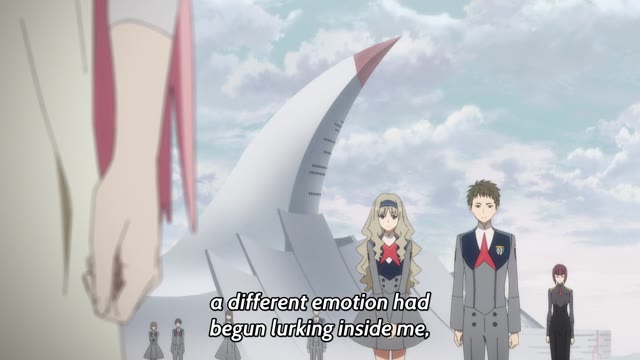 a different emotion had
begun lurking inside me,